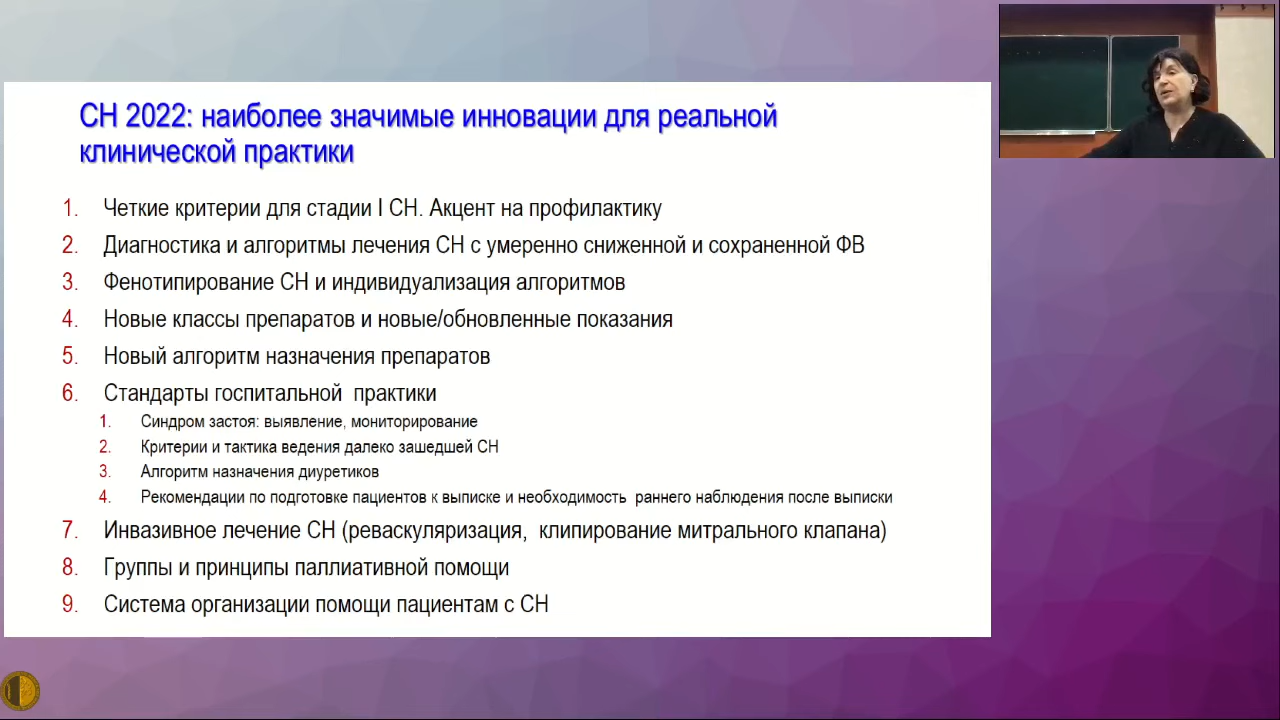 СН 2022: наиболее значимые инновации для реальной
клинической практики
1. Четкие критерии для стадии I СН. Акцент на профилактику
2. Диагностика и алгоритмы лечения СН с умеренно сниженной и сохраненной ФВ
3. Фенотипирование СН и индивидуализация алгоритмов
4. Новые классы препаратов и новые/обновленные показания
5. Новый алгоритм назначения препаратов
6. Стандарты госпитальной практики
1. Синдром застоя: выявление, мониторирование
2. Критерии и тактика ведения далеко зашедшей СН
3. Алгоритм назначения диуретиков
4. Рекомендации по подготовке пациентов к выписке и необходимость раннего наблюдения после выписки
7. Инвазивное лечение СН (реваскуляризация, клипирование митрального клапана)
8. Группы и принципы паллиативной помощи
9. Система организации помощи пациентам с СН